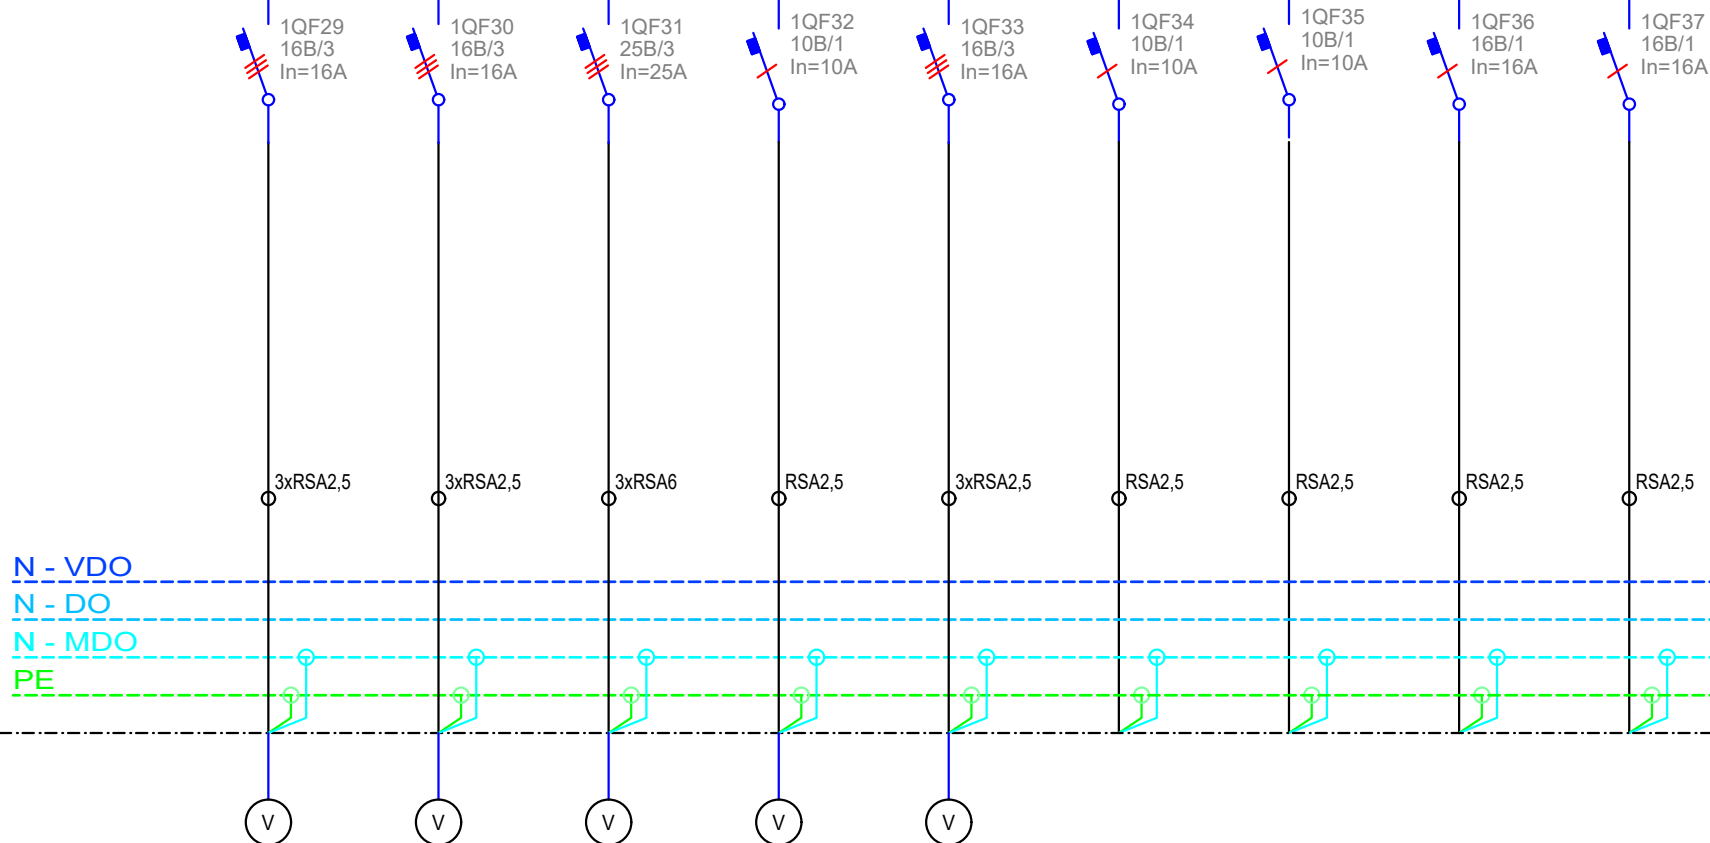 1QF29
16B/3
In=16A
1QF30
16B/3
In=16A
1QF31
25B/3
In=25A
1QF32
10B/1
In=10A
1QF33
16B/3
In=16A
1QF34
10B/1
In=10A
1QF35
10B/1
In=10A
1QF36
16B/1
In=16A
1QF37
16B/1
In=16A
3xRSA2,5
3xRSA2,5
3xRSA6
RSA2,5
3xRSA2,5
RSA2,5
RSA2,5
RSA2,5
RSA2,5
N - VDO
N - DO
N - MDO
PE
V
V
V
V
V